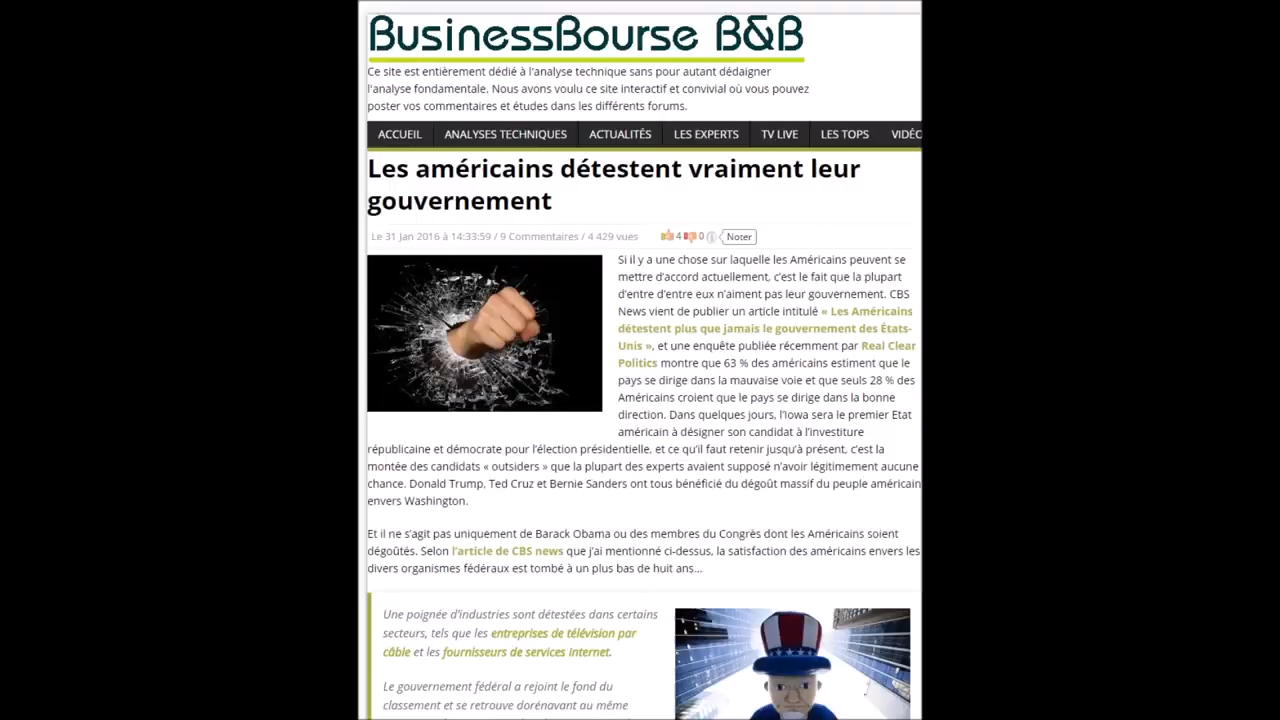 BusinessBourse B&B
Ce site est entièrement dédié à l'analyse technique sans pour autant dédaigner
l'analyse fondamentale. Nous avons voulu ce site interactif et convivial où vous pouvez
poster vos commentaires et études dans les différents forums.
ACCUEIL ANALYSES TECHNIQUES ACTUALITÉS LES EXPERTS TV LIVE LES TOPS VIDÉO
Les américains détestent vraiment leur
gouvernement
Le 31 Jan 2016 à 14:33:59 / 9 Commentaires / 4 429 vues 4 0 Noter
Si il y a une chose sur laquelle les Américains peuvent se
mettre d'accord actuellement, c'est le fait que la plupart
d'entre d'entre eux n'aiment pas leur gouvernement. CBS
News vient de publier un article intitulé « Les Américains
détestent plus que jamais le gouvernement des États-
Unis », et une enquête publiée récemment par Real Clear
Politics montre que 63 % des américains estiment que le
pays se dirige dans la mauvaise voie et que seuls 28 % des
Américains croient que le pays se dirige dans la bonne
direction. Dans quelques jours, l'Iowa sera le premier Etat
américain à désigner son candidat à l'investiture
républicaine et démocrate pour l'élection présidentielle, et ce qu'il faut retenir jusqu'à présent, c'est la
montée des candidats « outsiders » que la plupart des experts avaient supposé n'avoir légitimement aucune
chance. Donald Trump, Ted Cruz et Bernie Sanders ont tous bénéficié du dégoût massif du peuple américain
envers Washington.
Et il ne s'agit pas uniquement de Barack Obama ou des membres du Congrès dont les Américains soient
dégoûtés. Selon l'article de CBS news que j'ai mentionné ci-dessus, la satisfaction des américains envers les
divers organismes fédéraux est tombé à un plus bas de huit ans...
Une poignée d'industries sont détestées dans certains
secteurs, tels que les entreprises de télévision par
câble et les fournisseurs de services internet.
Le gouvernement fédéral a rejoint le fond du
classement et se retrouve dorénavant au même